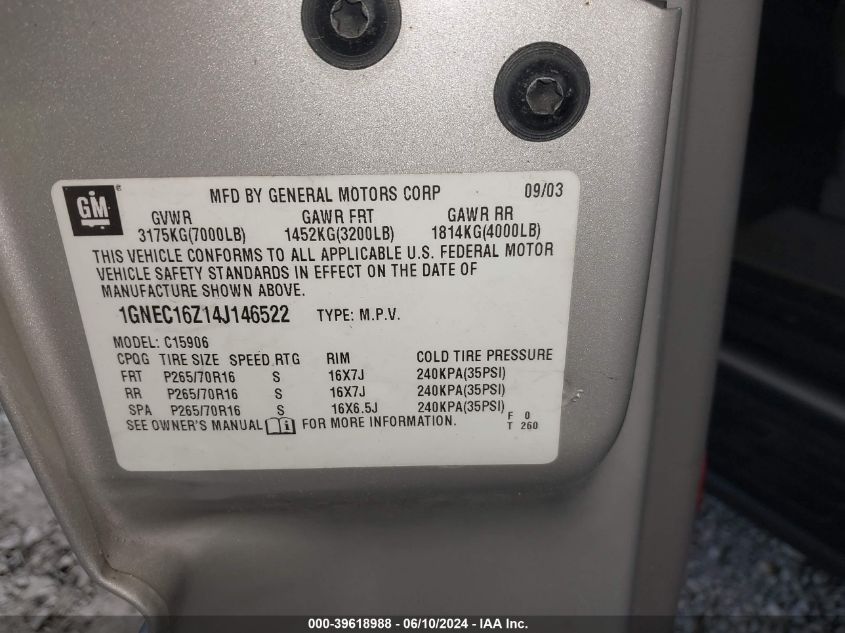 GM
MFD BY GENERAL MOTORS CORP 09/03
GVWR GAWR FRT GAWR RR
3175KG(7000LB) 1452KG(3200LB) 1814KG(4000LB)
THIS VEHICLE CONFORMS TO ALL APPLICABLE U.S. FEDERAL MOTOR
VEHICLE SAFETY STANDARDS IN EFFECT ON THE DATE OF
MANUFACTURE SHOWN ABOVE.
1GNEC16Z14J146522 TYPE: M.P.V.
MODEL: C15906
CPQG TIRE SIZE SPEED RTG RIM COLD TIRE PRESSURE
FRT P265/70R16 S 16X7J 240KPA(35PSI)
RR P265/70R16 S 16X7J 240KPA(35PSI)
SPA P265/70R16 S 16X6.5J 240KPA(35PSI)
SEE OWNER'S MANUAL i FOR MORE INFORMATION.
F 0
T 260
000-39618988 - 06/10/2024 - IAA Inc.